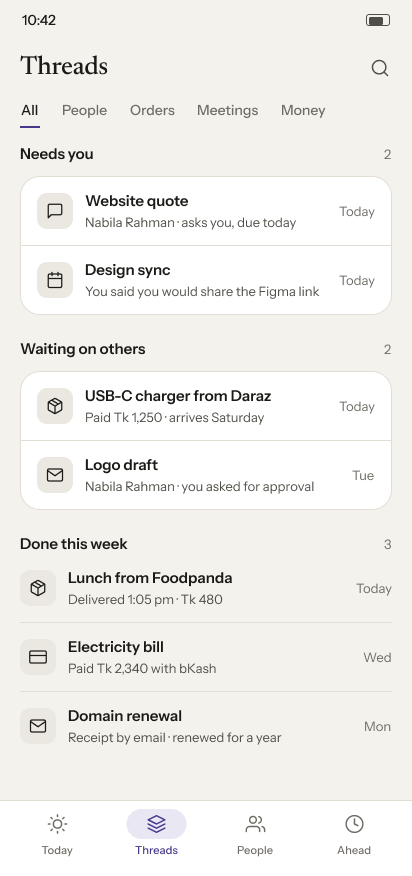 10:42
Threads
All People Orders Meetings Money
Needs you 2
Website quote
Nabila Rahman · asks you, due today
Today
Design sync
You said you would share the Figma link
Today
Waiting on others 2
USB-C charger from Daraz
Paid Tk 1,250 · arrives Saturday
Today
Logo draft
Nabila Rahman · you asked for approval
Tue
Done this week 3
Lunch from Foodpanda
Delivered 1:05 pm · Tk 480
Today
Electricity bill
Paid Tk 2,340 with bKash
Wed
Domain renewal
Receipt by email · renewed for a year
Mon
Today Threads People Ahead